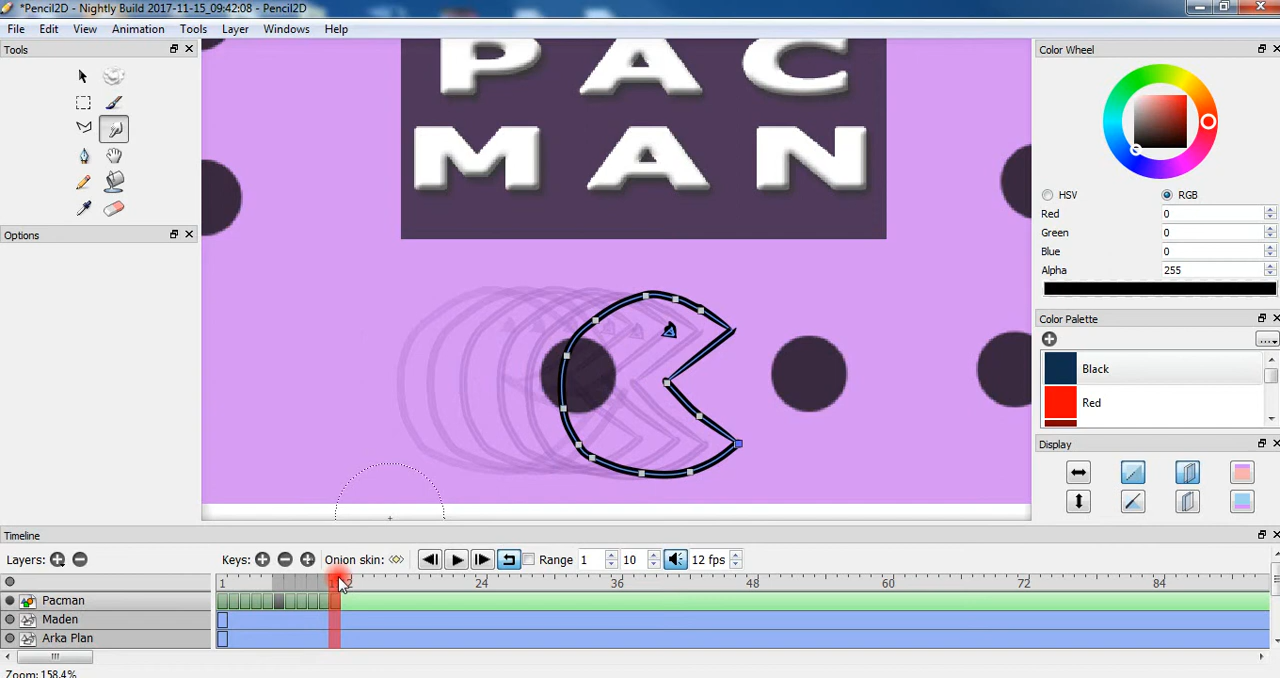 *Pencil2D - Nightly Build 2017-11-15_09:42:08 - Pencil2D
File Edit View Animation Tools Layer Windows Help
Tools
Color Wheel
PAC
MAN
HSV RGB
Red 0
Green 0
Blue 0
Alpha 255
Options
Color Palette
Black
Red
Display
Timeline
Layers: Keys: Onion skin: Range 1 10 12 fps
1 12 24 36 48 60 72 84
Pacman
Maden
Arka Plan
Zoom: 158.4%